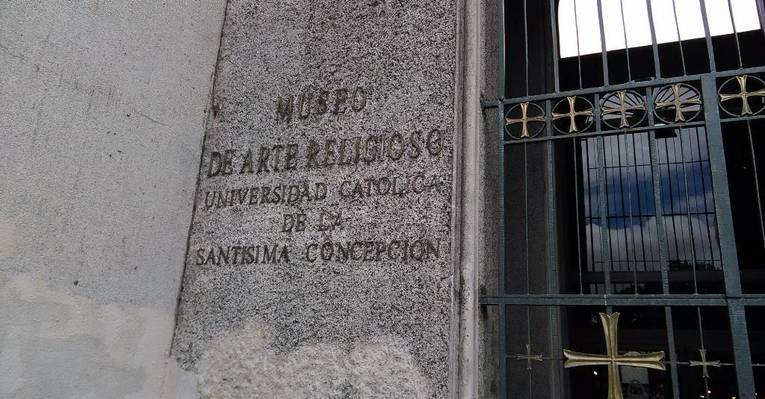 MUSEO
DE ARTE RELIGIOSO
UNIVERSIDAD CATOLICA
DE LA
SANTISIMA CONCEPCION